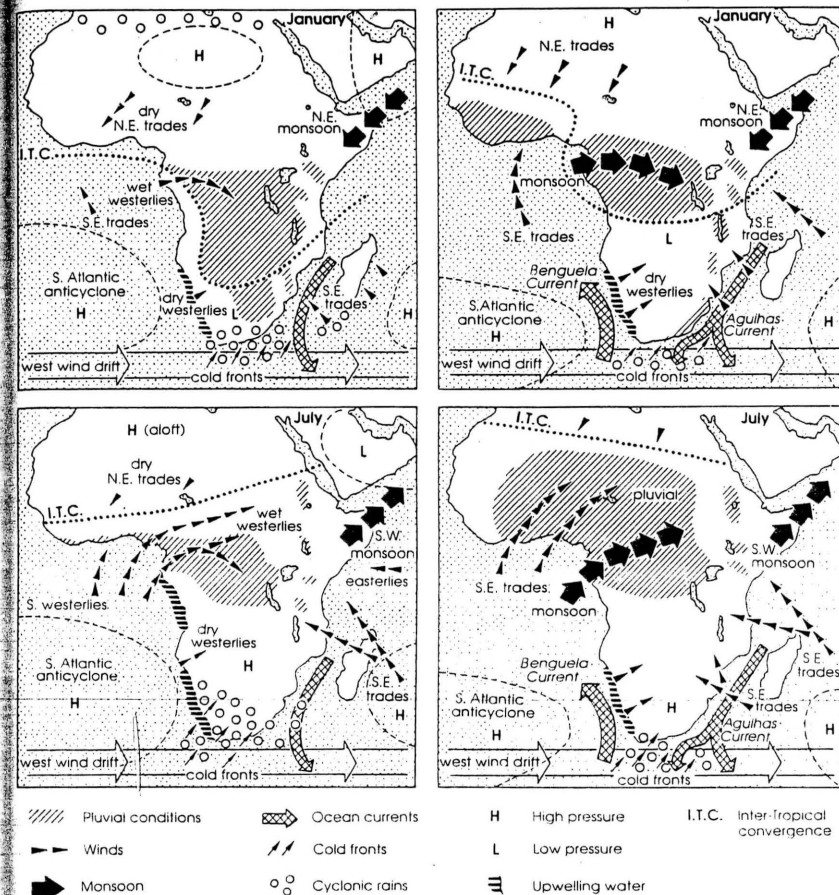 January
H
H
dry
N.E. trades
N.E.
monsoon
I.T.C.
wet
westerlies
S.E. trades
S. Atlantic
anticyclone
H
dry
westerlies
L
S.E.
trades
H
west wind drift
cold fronts
January
H
N.E. trades
I.T.C.
N.E.
monsoon
monsoon
S.E. trades
S.E.
trades
L
Benguela
Current
dry
westerlies
S.Atlantic
anticyclone
H
Agulhas
Current
H
west wind drift
cold fronts
July
H (aloft)
L
dry
N.E. trades
I.T.C.
wet
westerlies
S.W.
monsoon
easterlies
S. westerlies
dry
westerlies
S. Atlantic
anticyclone
H
H
S.E.
trades
H
west wind drift
cold fronts
July
I.T.C.
pluvial
S.W.
monsoon
S.E. trades
monsoon
S.E.
trades
Benguela
Current
S. Atlantic
anticyclone
H
H
S.E.
trades
Agulhas
Current
H
west wind drift
cold fronts
Pluvial conditions
Ocean currents
H High pressure
I.T.C. Inter-Tropical
convergence
Winds
Cold fronts
L Low pressure
Monsoon
Cyclonic rains
Upwelling water